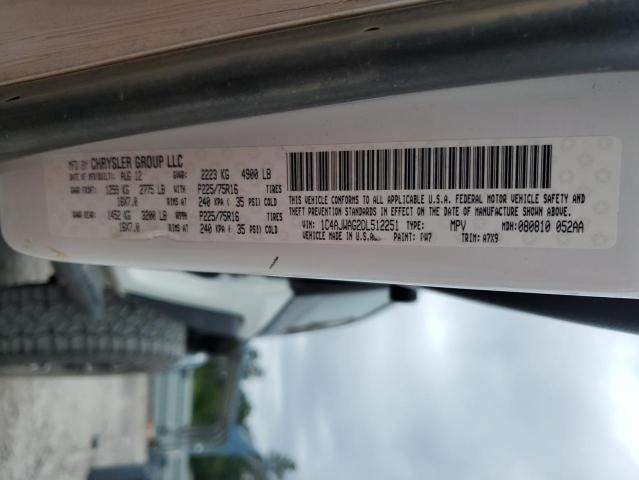 MFD BY CHRYSLER GROUP LLC
DATE OF MFR/BUILT: AUG 12 GVWR: 2223 KG 4900 LB
GAWR FRONT: 1259 KG 2775 LB WITH P225/75R16 TIRES
16X7.0 RIMS AT 240 KPA ( 35 PSI) COLD
GAWR REAR: 1452 KG 3200 LB WITH P225/75R16 TIRES
16X7.0 RIMS AT 240 KPA ( 35 PSI) COLD
THIS VEHICLE CONFORMS TO ALL APPLICABLE U.S.A. FEDERAL MOTOR VEHICLE SAFETY AND
THEFT PREVENTION STANDARDS IN EFFECT ON THE DATE OF MANUFACTURE SHOWN ABOVE.
VIN: 1C4AJWAG2DL512251 TYPE: MPV MDH: 080810 052AA
VEHICLE MADE IN U.S.A. PAINT: PW7 TRIM: A7X9